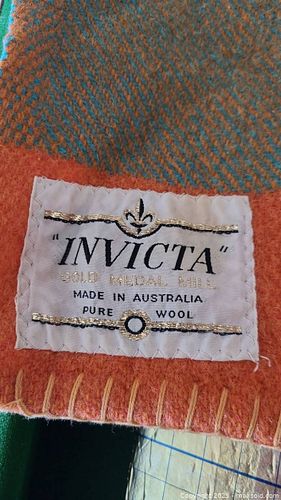 "INVICTA"
GOLD MEDAL MILL
MADE IN AUSTRALIA
PURE WOOL